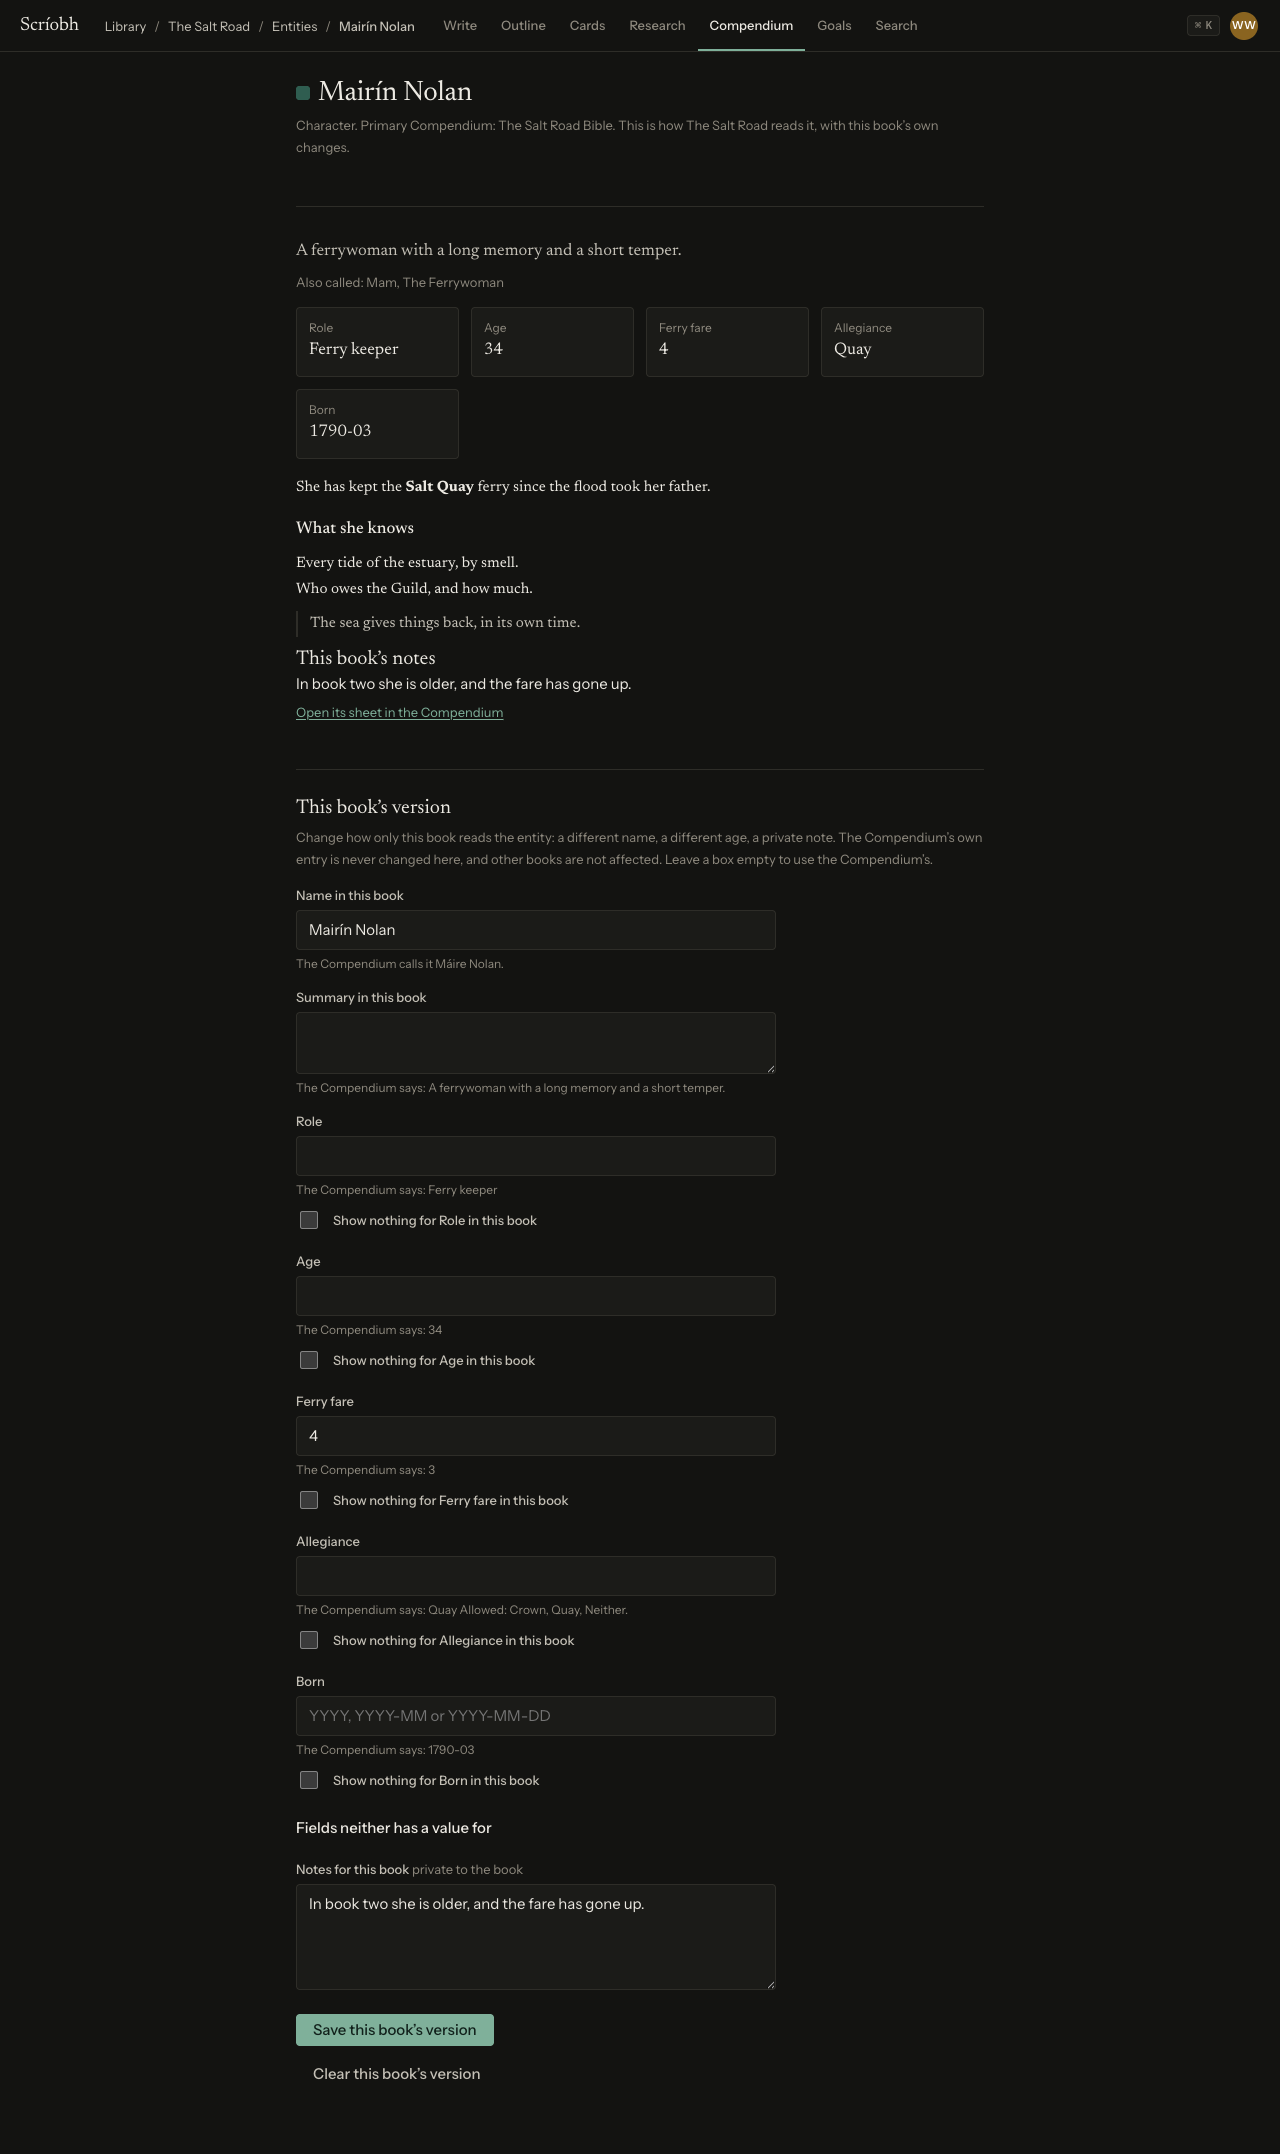 Scríobh
Library / The Salt Road / Entities / Mairín Nolan
Write Outline Cards Research Compendium Goals Search
⌘ K
WW
Mairín Nolan
Character. Primary Compendium: The Salt Road Bible. This is how The Salt Road reads it, with this book’s own
changes.
A ferrywoman with a long memory and a short temper.
Also called: Mam, The Ferrywoman
Role
Ferry keeper
Age
34
Ferry fare
4
Allegiance
Quay
Born
1790-03
She has kept the Salt Quay ferry since the flood took her father.
What she knows
Every tide of the estuary, by smell.
Who owes the Guild, and how much.
The sea gives things back, in its own time.
This book’s notes
In book two she is older, and the fare has gone up.
Open its sheet in the Compendium
This book’s version
Change how only this book reads the entity: a different name, a different age, a private note. The Compendium’s own
entry is never changed here, and other books are not affected. Leave a box empty to use the Compendium’s.
Name in this book
Mairín Nolan
The Compendium calls it Máire Nolan.
Summary in this book
The Compendium says: A ferrywoman with a long memory and a short temper.
Role
The Compendium says: Ferry keeper
Show nothing for Role in this book
Age
The Compendium says: 34
Show nothing for Age in this book
Ferry fare
4
The Compendium says: 3
Show nothing for Ferry fare in this book
Allegiance
The Compendium says: Quay Allowed: Crown, Quay, Neither.
Show nothing for Allegiance in this book
Born
YYYY, YYYY-MM or YYYY-MM-DD
The Compendium says: 1790-03
Show nothing for Born in this book
Fields neither has a value for
Notes for this book private to the book
In book two she is older, and the fare has gone up.
Save this book’s version
Clear this book’s version